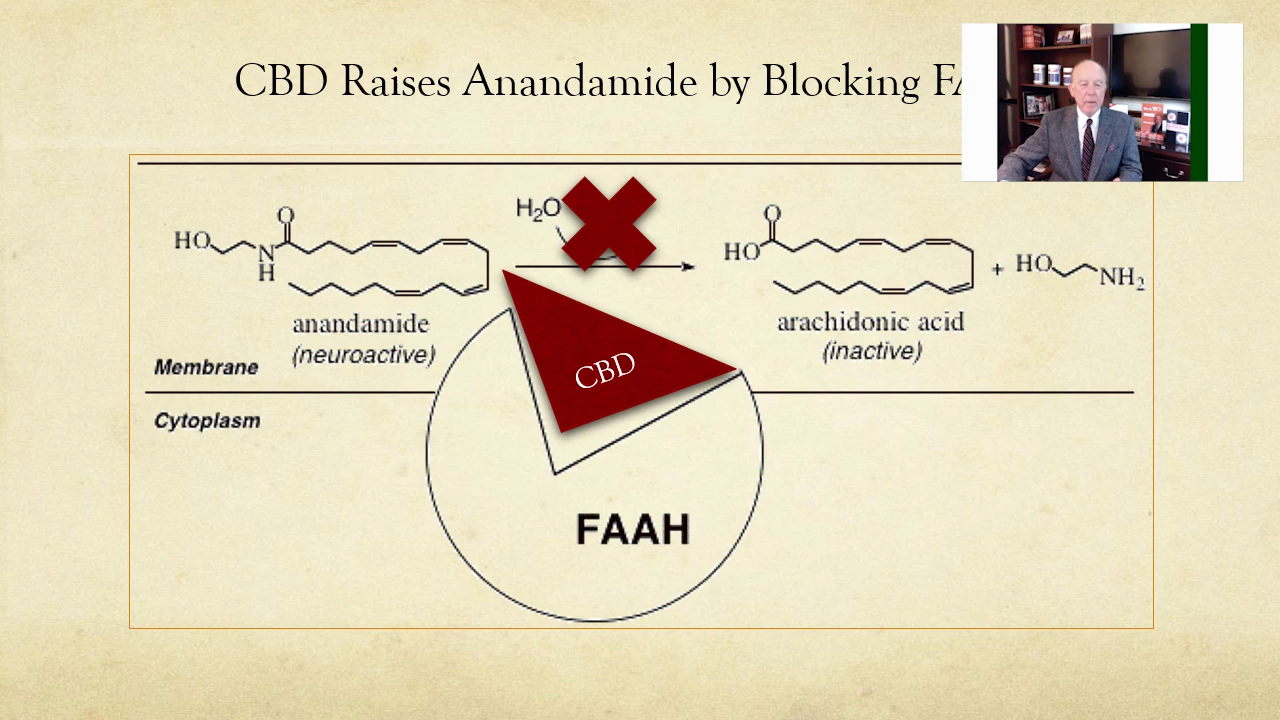 CBD Raises Anandamide by Blocking FA
H₂O
O
HO
N
H
anandamide
(neuroactive)
O
HO
arachidonic acid
(inactive)
+ HO
NH₂
Membrane
Cytoplasm
CBD
FAAH